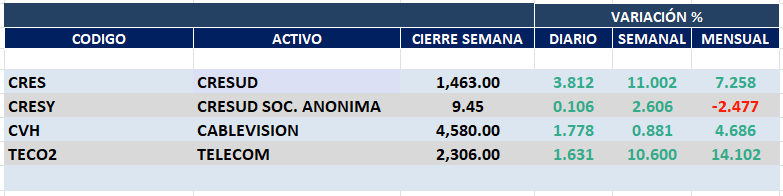 VARIACIÓN %
CODIGO ACTIVO CIERRE SEMANA DIARIO SEMANAL MENSUAL
CRES CRESUD 1,463.00 3.812 11.002 7.258
CRESY CRESUD SOC. ANONIMA 9.45 0.106 2.606 -2.477
CVH CABLEVISION 4,580.00 1.778 0.881 4.686
TECO2 TELECOM 2,306.00 1.631 10.600 14.102